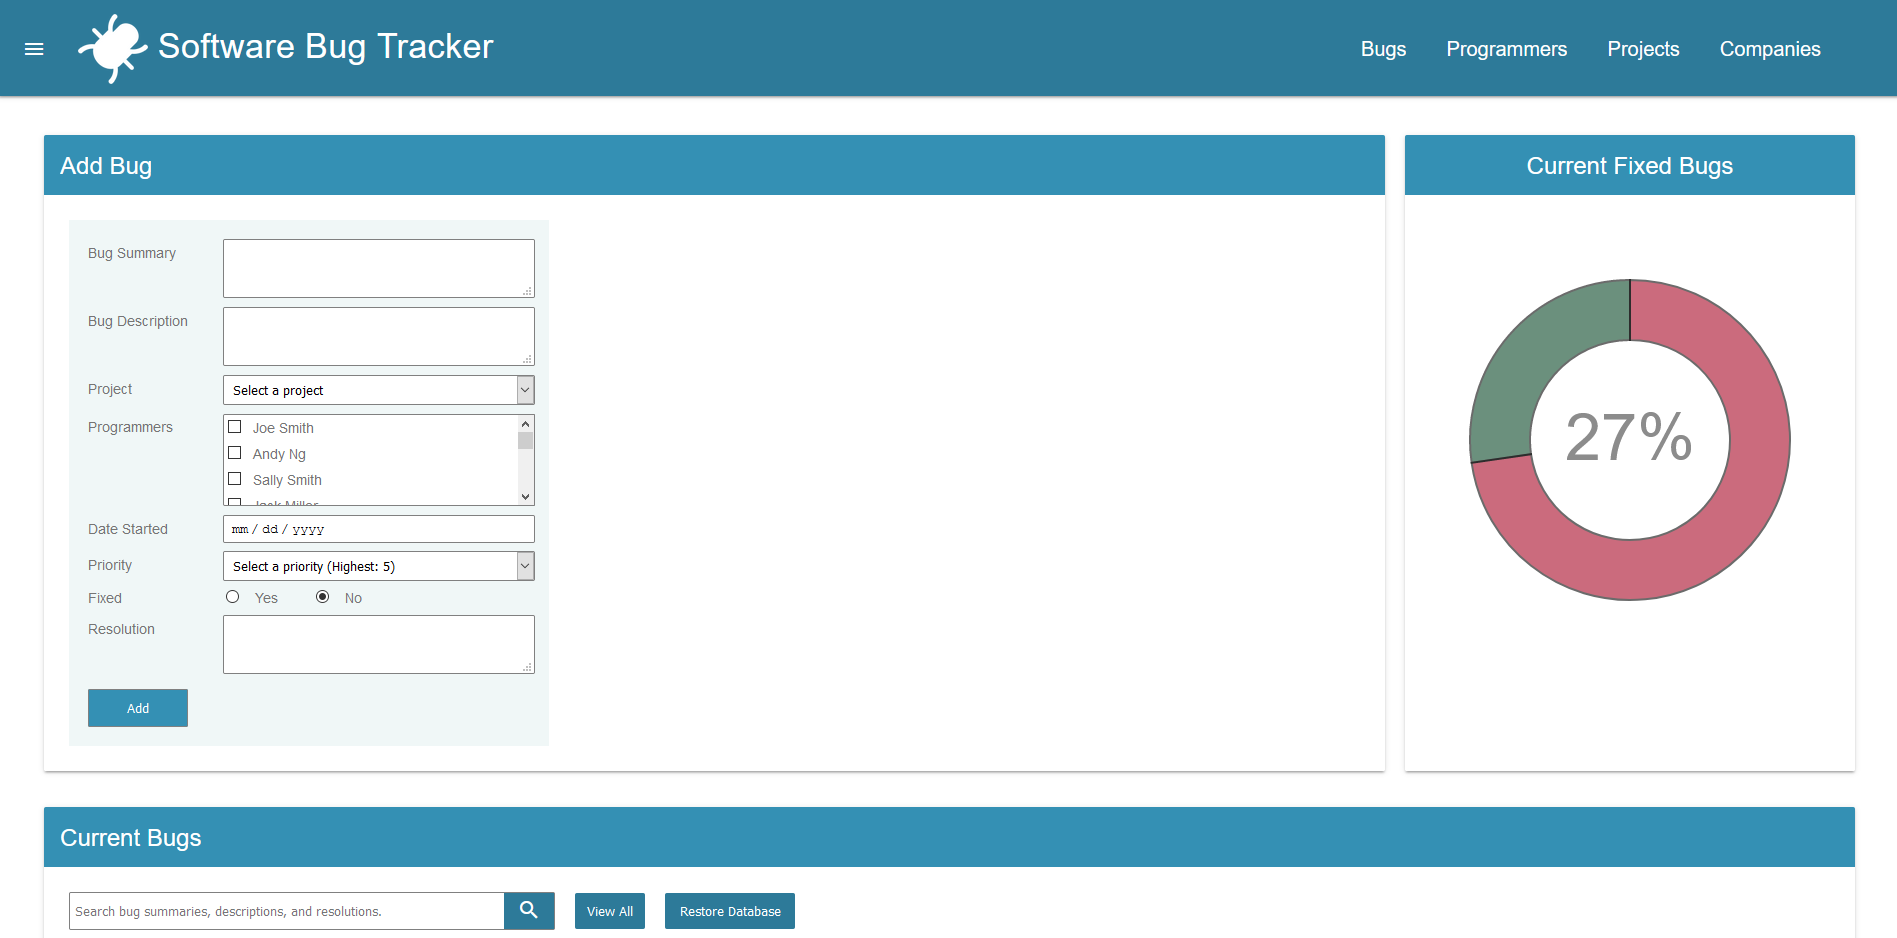 Software Bug Tracker
Bugs Programmers Projects Companies
Add Bug
Current Fixed Bugs
Bug Summary
Bug Description
Project
Select a project
Programmers
Joe Smith
Andy Ng
Sally Smith
Jack Miller
Date Started
mm / dd / yyyy
Priority
Select a priority (Highest: 5)
Fixed
Yes No
Resolution
Add
27%
Current Bugs
Search bug summaries, descriptions, and resolutions.
View All
Restore Database